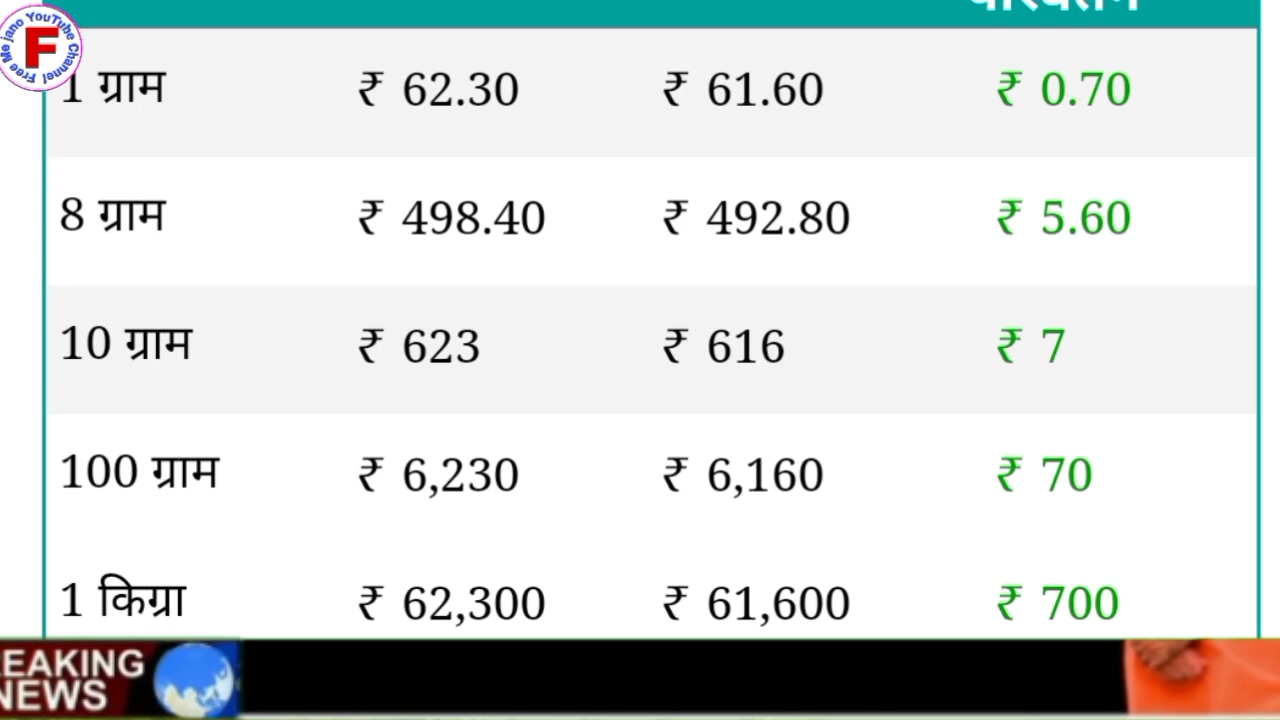 Free Me Jano YouTube Channel
F
1 ग्राम ₹ 62.30 ₹ 61.60 ₹ 0.70
8 ग्राम ₹ 498.40 ₹ 492.80 ₹ 5.60
10 ग्राम ₹ 623 ₹ 616 ₹ 7
100 ग्राम ₹ 6,230 ₹ 6,160 ₹ 70
1 किग्रा ₹ 62,300 ₹ 61,600 ₹ 700
REAKING
NEWS